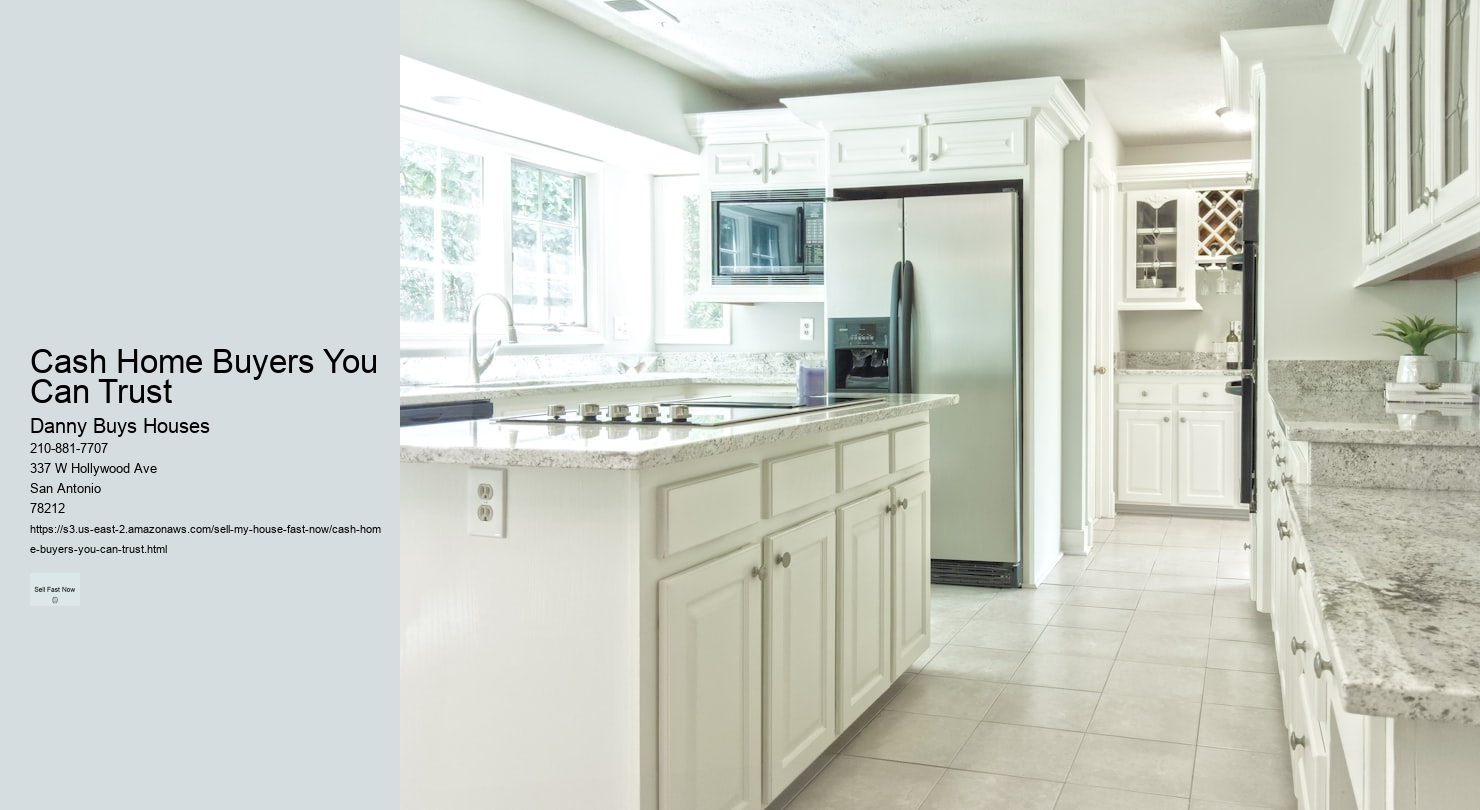 Cash Home Buyers You
Can Trust
Danny Buys Houses
210-881-7707
337 W Hollywood Ave
San Antonio
78212
https://s3.us-east-2.amazonaws.com/sell-my-house-fast-now/cash-hom
e-buyers-you-can-trust.html
Sell Fast Now